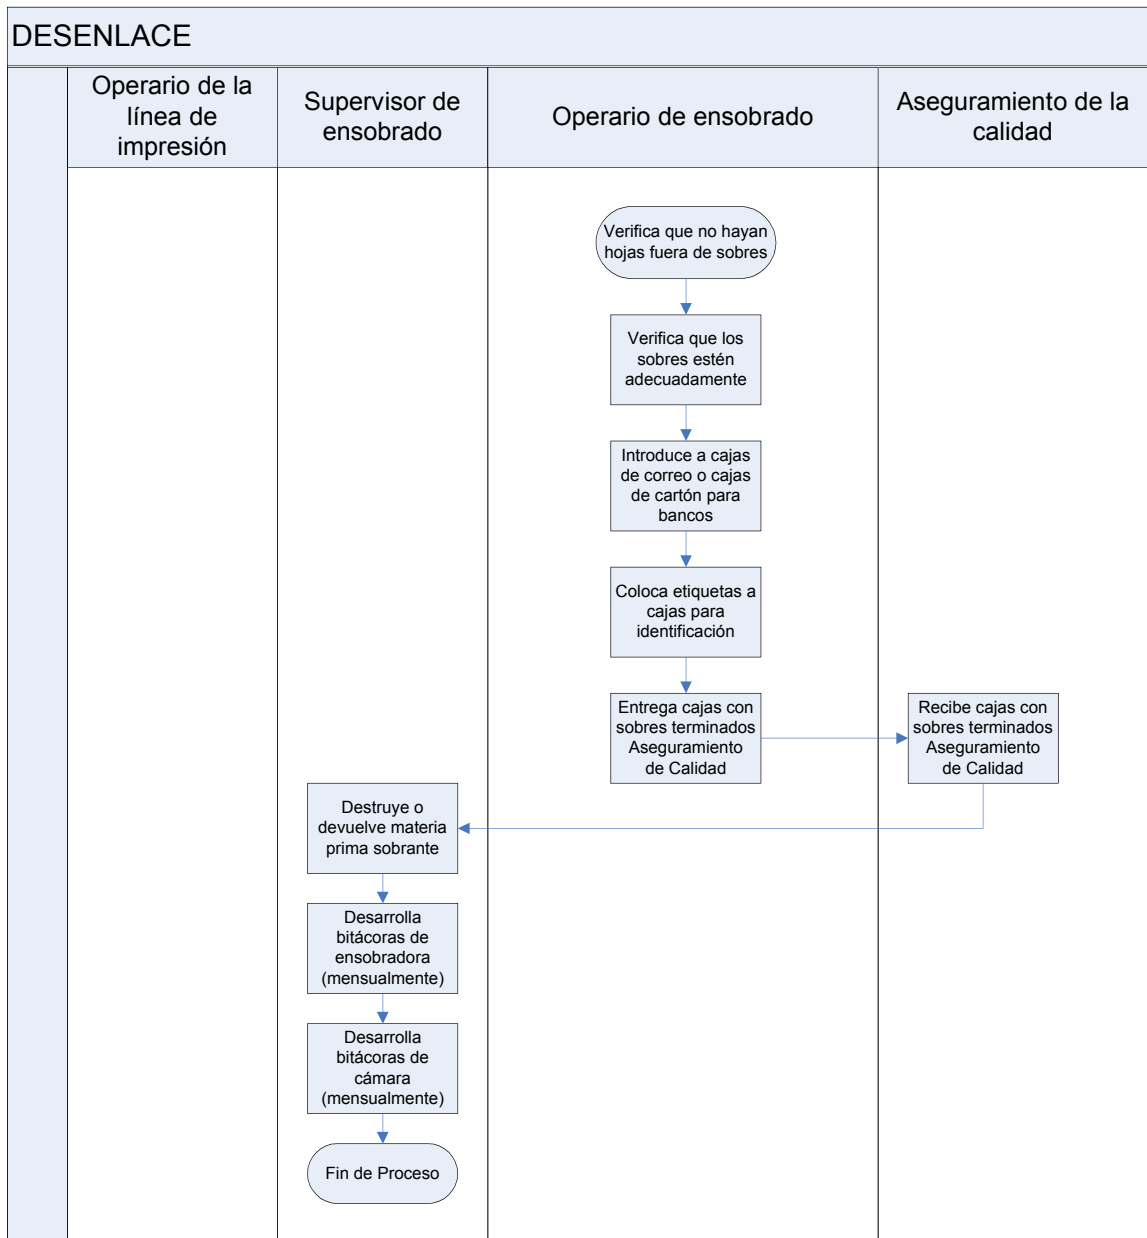 DESENLACE
Operario de la
línea de
impresión
Supervisor de
ensobrado
Operario de ensobrado
Aseguramiento de la
calidad
Verifica que no hayan
hojas fuera de sobres
Verifica que los
sobres estén
adecuadamente
Introduce a cajas
de correo o cajas
de cartón para
bancos
Coloca etiquetas a
cajas para
identificación
Entrega cajas con
sobres terminados
Aseguramiento
de Calidad
Recibe cajas con
sobres terminados
Aseguramiento
de Calidad
Destruye o
devuelve materia
prima sobrante
Desarrolla
bitácoras de
ensobradora
(mensualmente)
Desarrolla
bitácoras de
cámara
(mensualmente)
Fin de Proceso